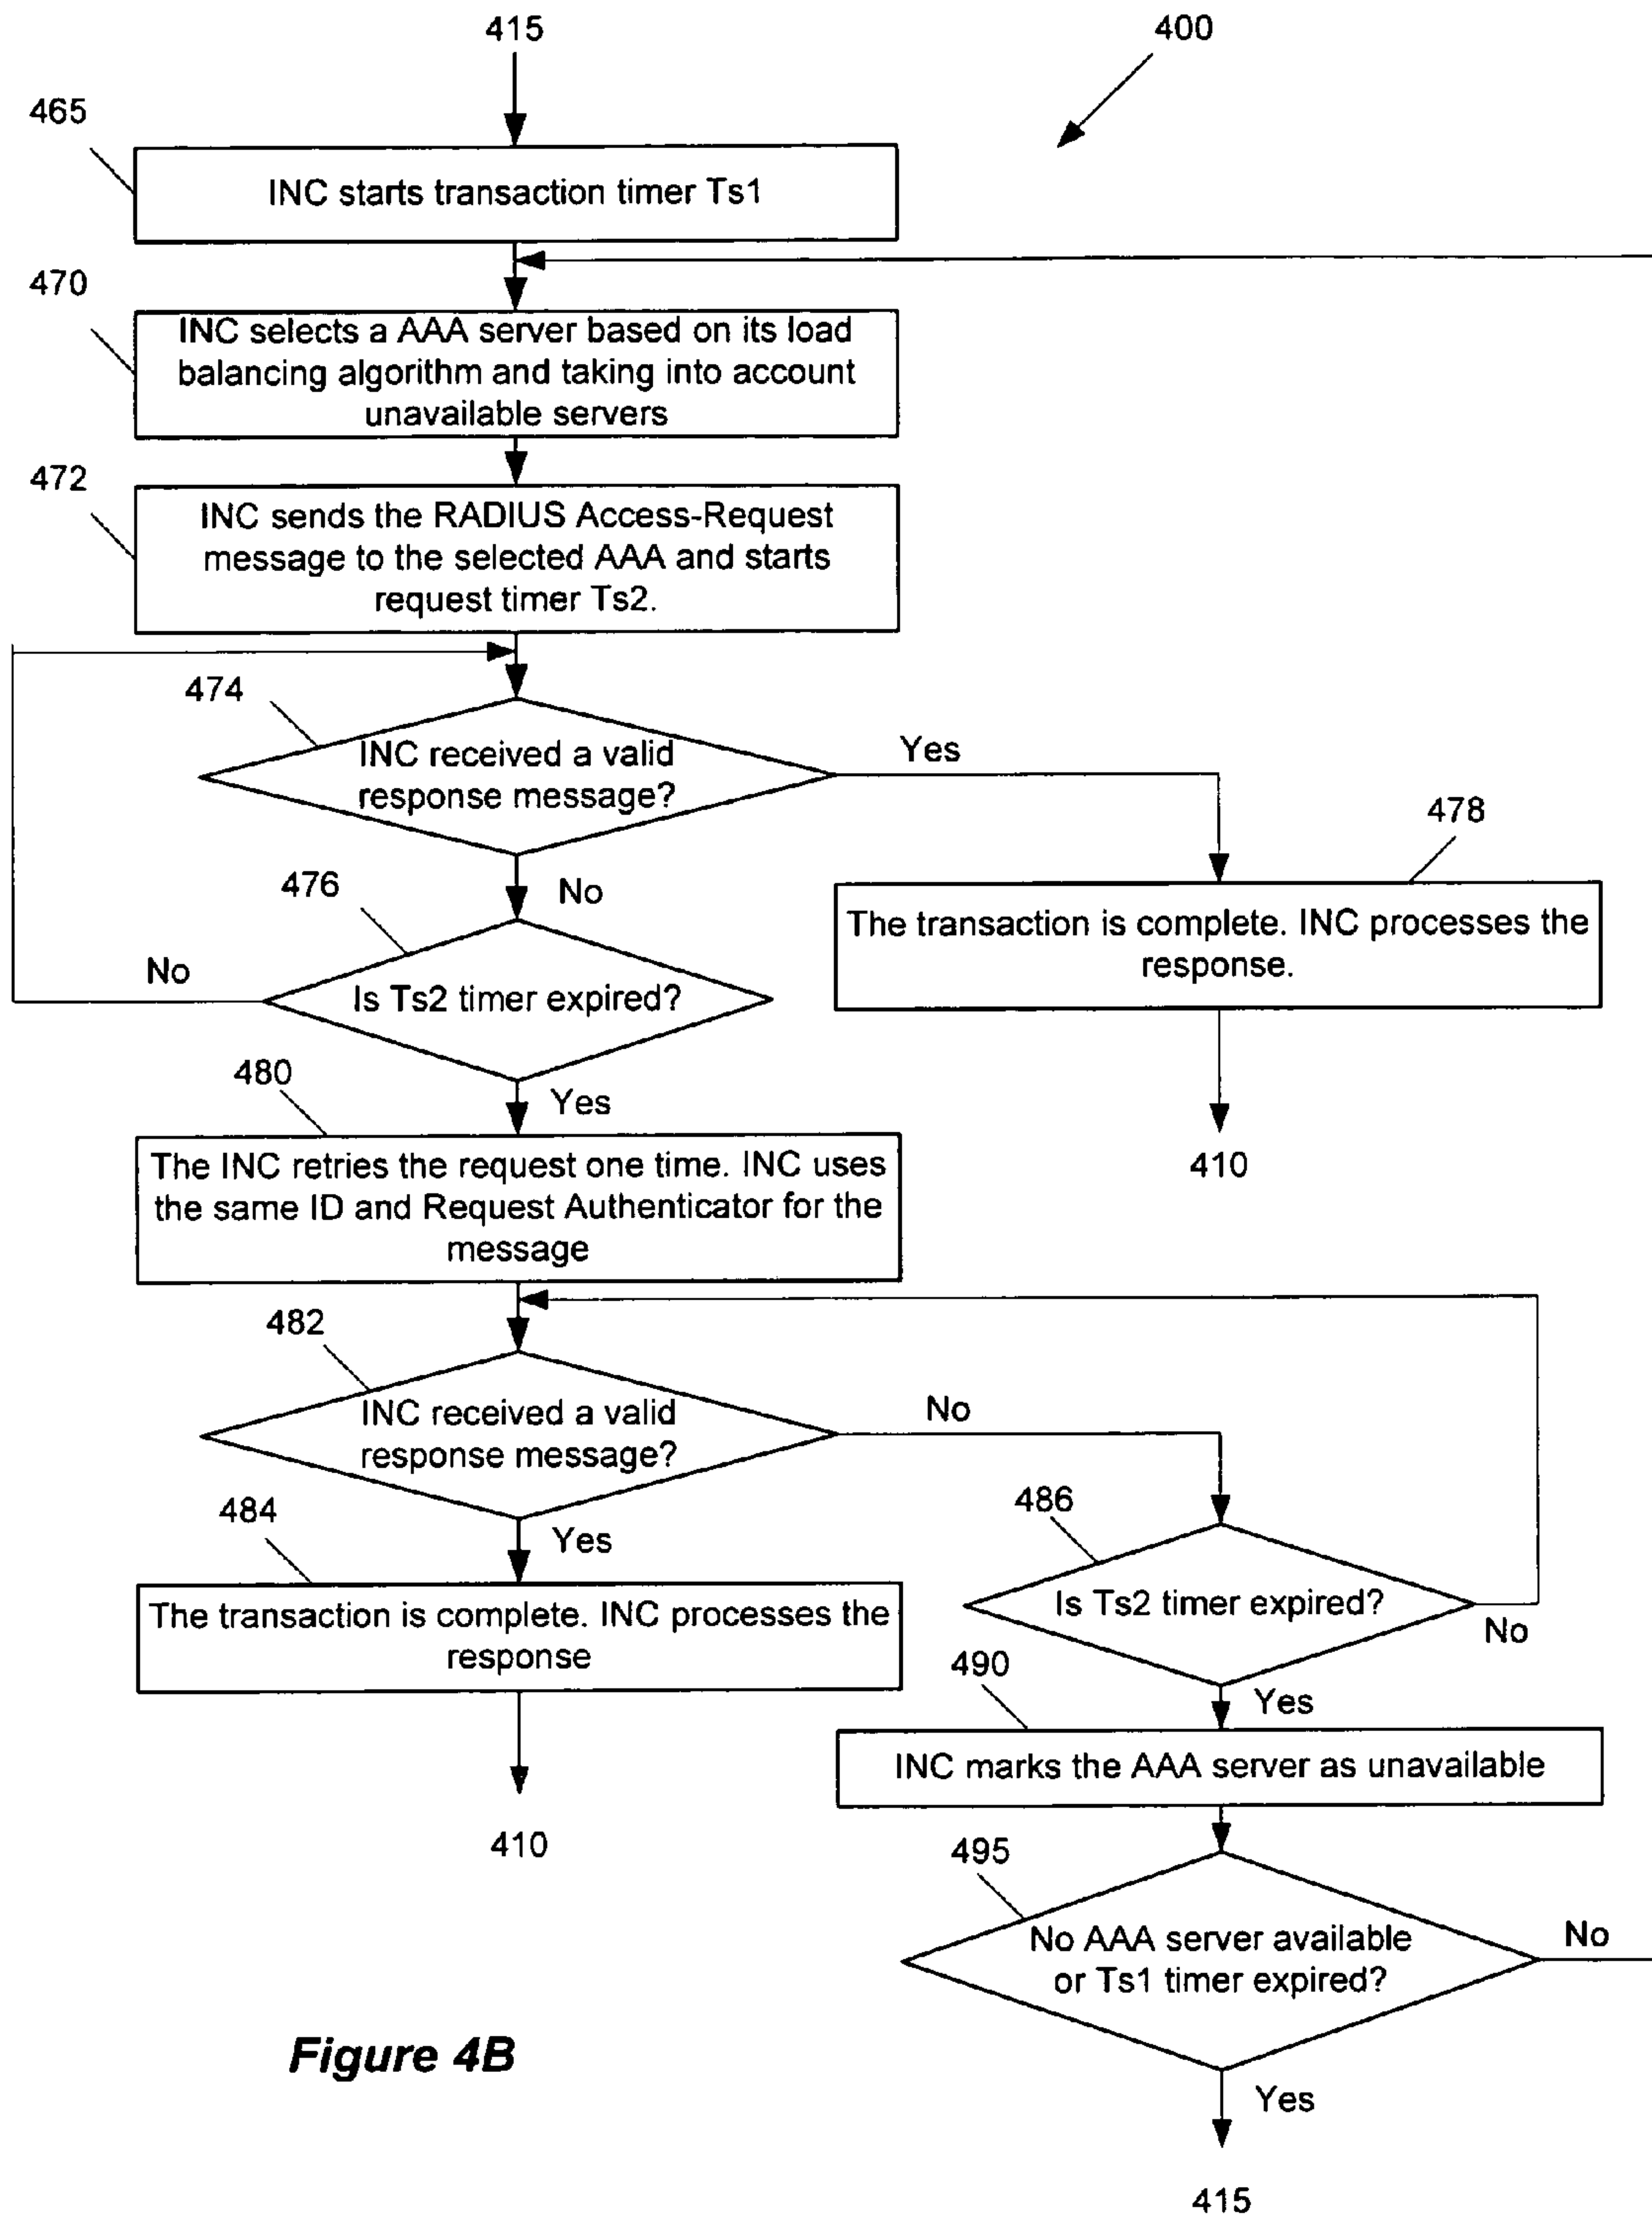 415
400
465
INC starts transaction timer Ts1
470
INC selects a AAA server based on its load
balancing algorithm and taking into account
unavailable servers
472
INC sends the RADIUS Access-Request
message to the selected AAA and starts
request timer Ts2.
474
INC received a valid
response message?
Yes
478
476
No
The transaction is complete. INC processes the
response.
No
Is Ts2 timer expired?
480
Yes
410
The INC retries the request one time. INC uses
the same ID and Request Authenticator for the
message
482
INC received a valid
response message?
No
486
484
Yes
Is Ts2 timer expired?
No
The transaction is complete. INC processes the
response
490
Yes
INC marks the AAA server as unavailable
410
495
No AAA server available
or Ts1 timer expired?
No
Figure 4B
Yes
415